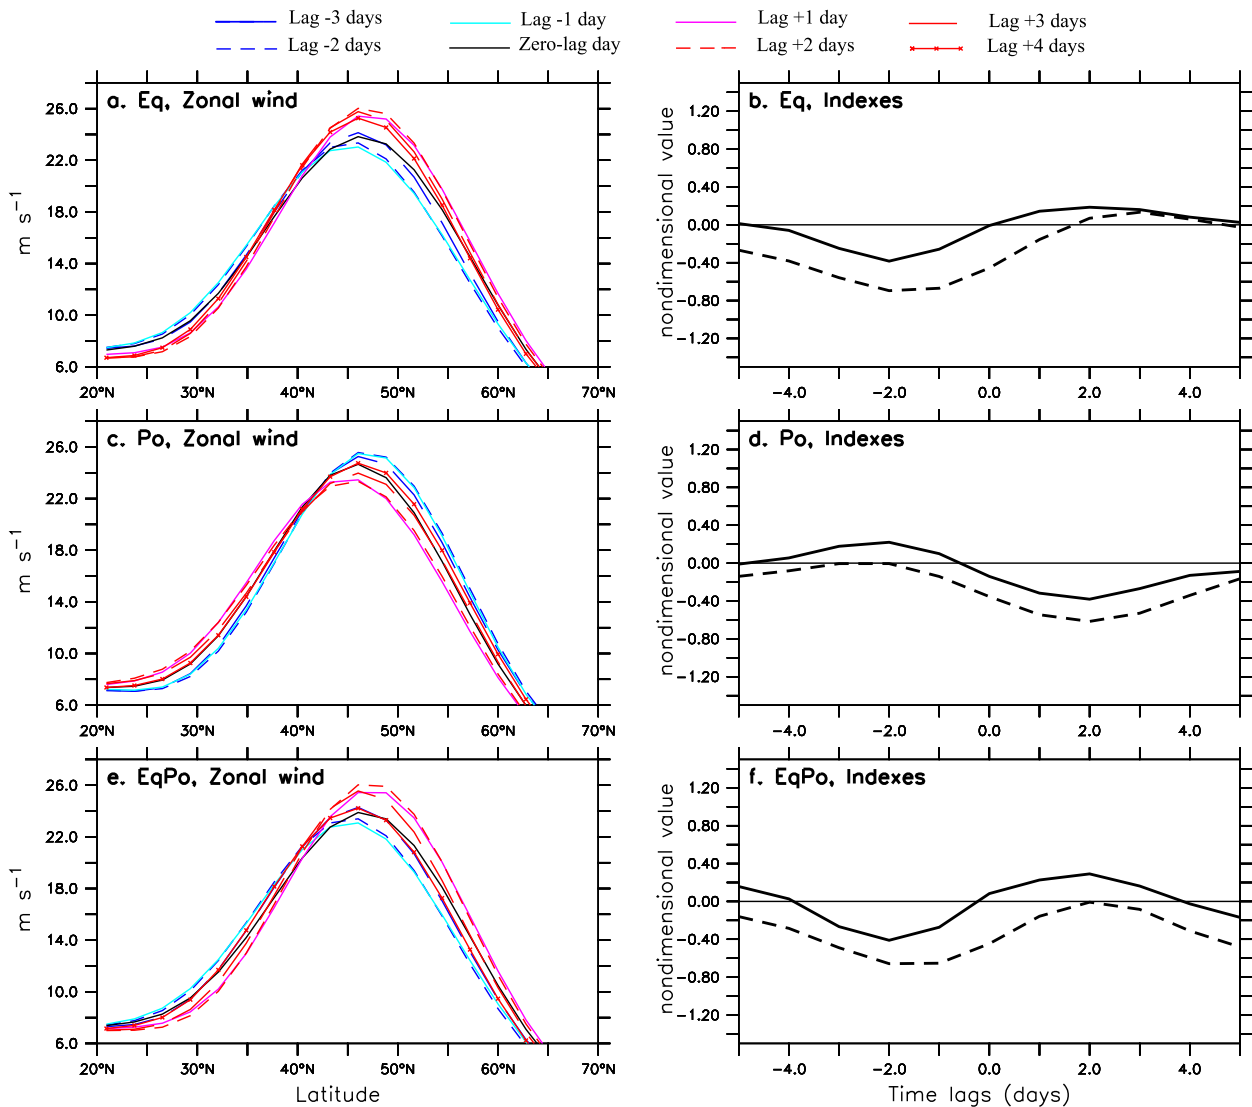 Lag -3 days Lag -1 day Lag +1 day Lag +3 days
Lag -2 days Zero-lag day Lag +2 days Lag +4 days
a. Eq, Zonal wind
26.0
22.0
18.0
14.0
10.0
6.0
m s⁻¹
20°N 30°N 40°N 50°N 60°N 70°N
b. Eq, Indexes
1.20
0.80
0.40
0.00
-0.40
-0.80
-1.20
nondimensional value
-4.0 -2.0 0.0 2.0 4.0
c. Po, Zonal wind
26.0
22.0
18.0
14.0
10.0
6.0
m s⁻¹
20°N 30°N 40°N 50°N 60°N 70°N
d. Po, Indexes
1.20
0.80
0.40
0.00
-0.40
-0.80
-1.20
nondimensional value
-4.0 -2.0 0.0 2.0 4.0
e. EqPo, Zonal wind
26.0
22.0
18.0
14.0
10.0
6.0
m s⁻¹
20°N 30°N 40°N 50°N 60°N 70°N
Latitude
f. EqPo, Indexes
1.20
0.80
0.40
0.00
-0.40
-0.80
-1.20
nondimensional value
-4.0 -2.0 0.0 2.0 4.0
Time lags (days)